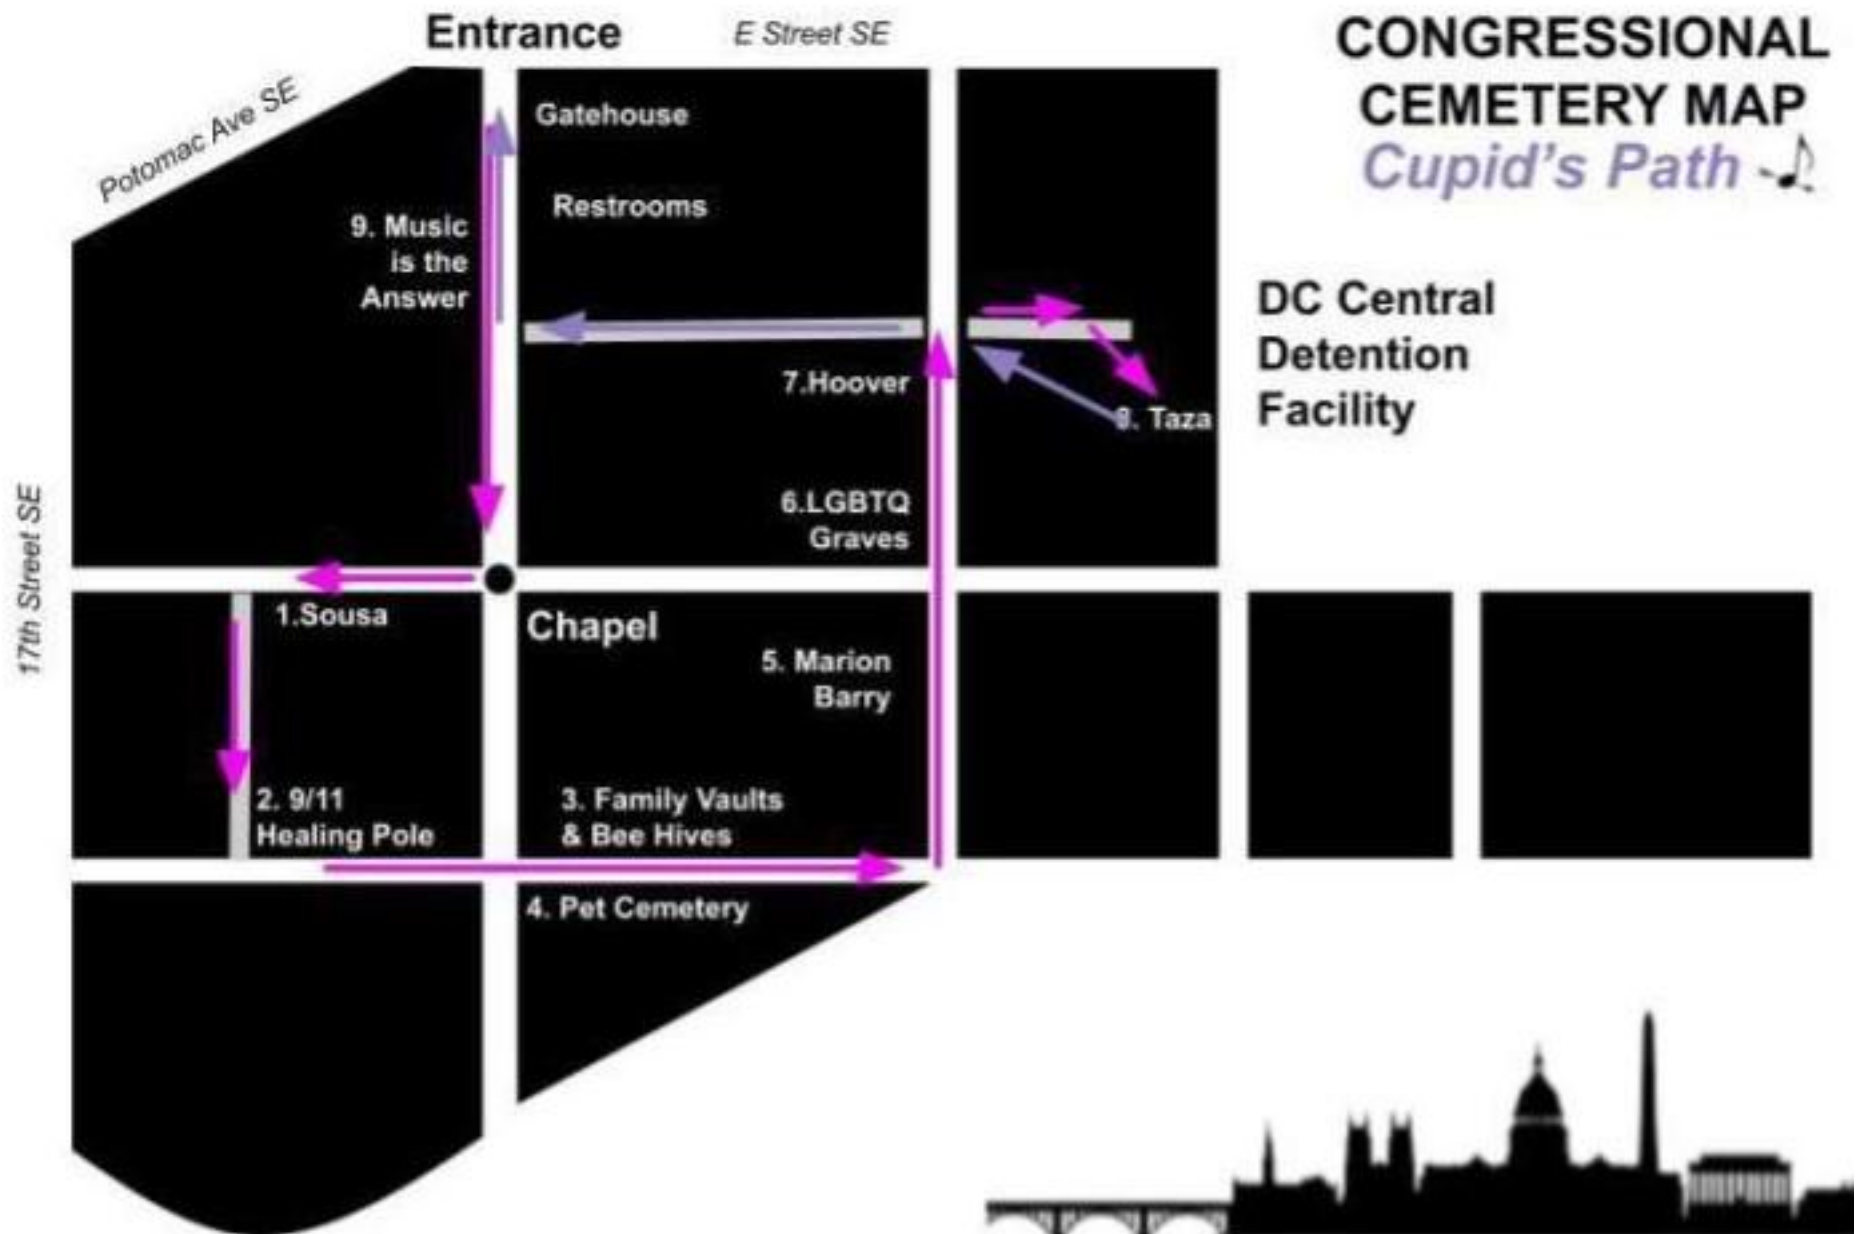 Entrance
E Street SE
CONGRESSIONAL
CEMETERY MAP
Cupid's Path
Potomac Ave SE
Gatehouse
Restrooms
9. Music
is the
Answer
DC Central
Detention
Facility
7.Hoover
8. Taza
6.LGBTQ
Graves
17th Street SE
1.Sousa
Chapel
5. Marion
Barry
2. 9/11
Healing Pole
3. Family Vaults
& Bee Hives
4. Pet Cemetery